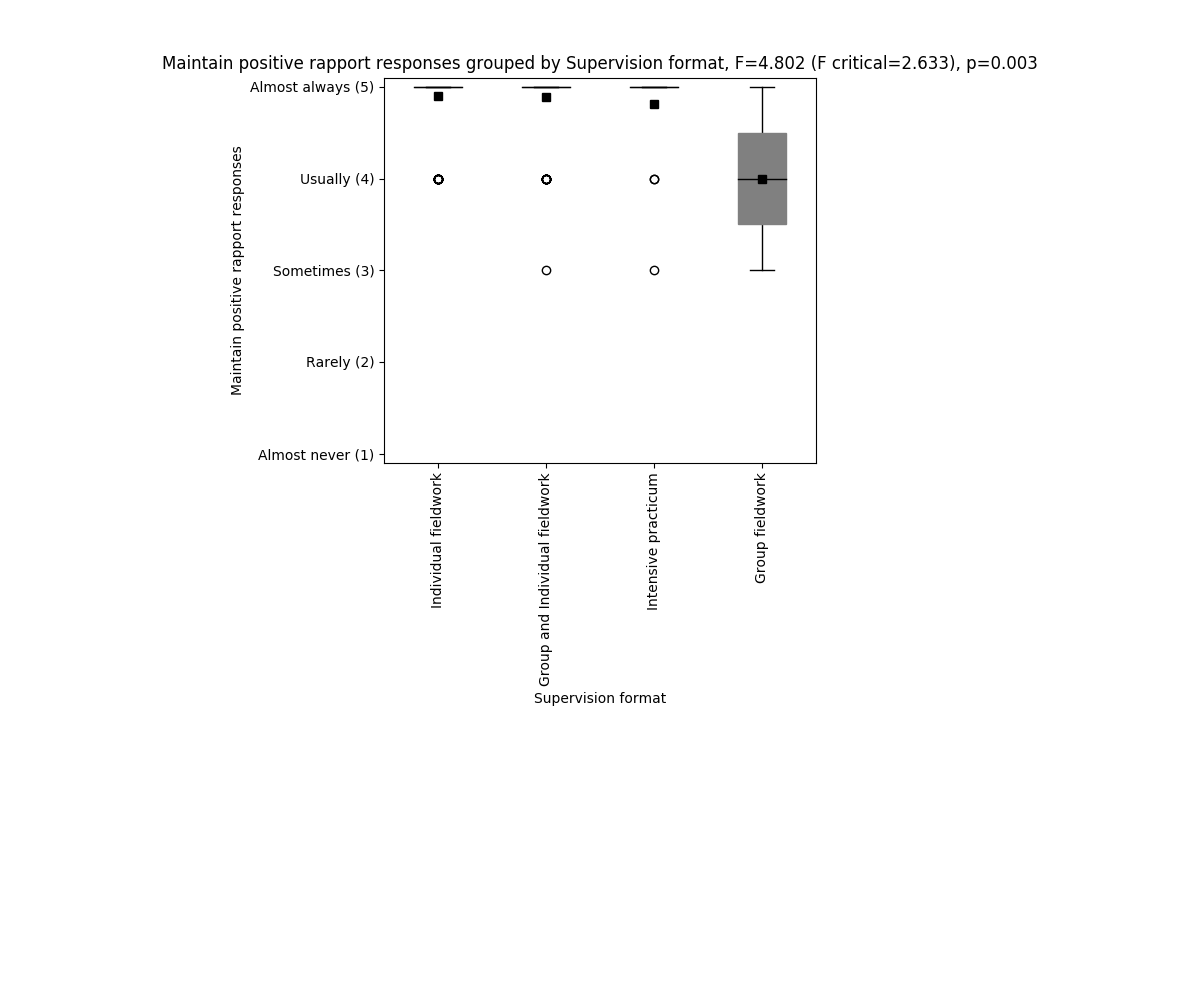 Maintain positive rapport responses grouped by Supervision format, F=4.802 (F critical=2.633), p=0.003
Maintain positive rapport responses
Almost always (5)
Usually (4)
Sometimes (3)
Rarely (2)
Almost never (1)
Individual fieldwork
Group and Individual fieldwork
Intensive practicum
Group fieldwork
Supervision format